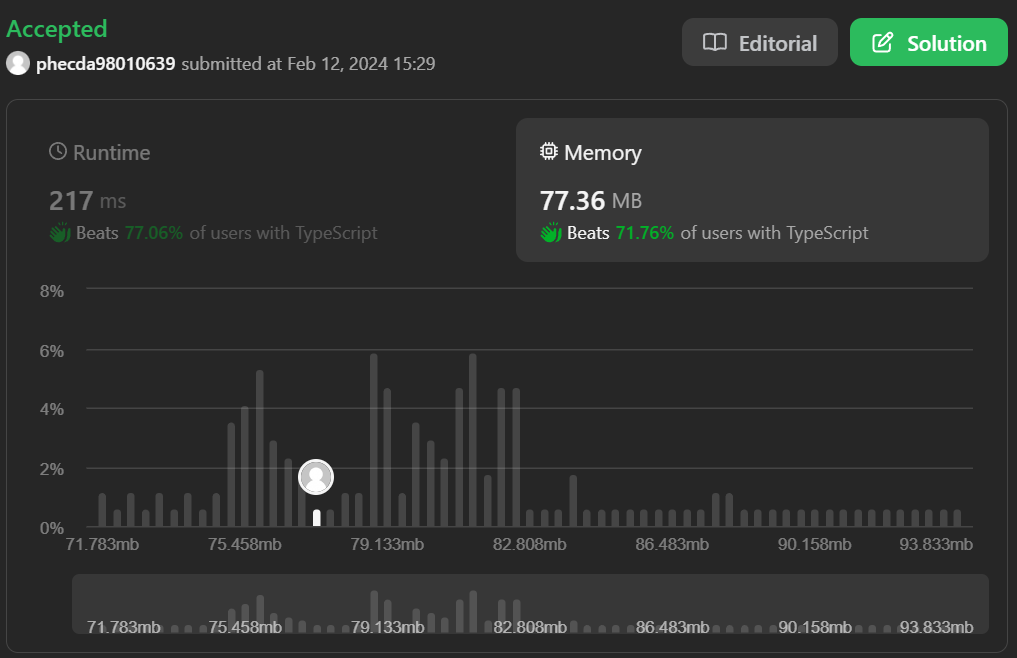 Accepted
Editorial
Solution
phecda98010639 submitted at Feb 12, 2024 15:29
Runtime
217 ms
Beats 77.06% of users with TypeScript
Memory
77.36 MB
Beats 71.76% of users with TypeScript
8%
6%
4%
2%
0%
71.783mb 75.458mb 79.133mb 82.808mb 86.483mb 90.158mb 93.833mb
71.783mb 75.458mb 79.133mb 82.808mb 86.483mb 90.158mb 93.833mb